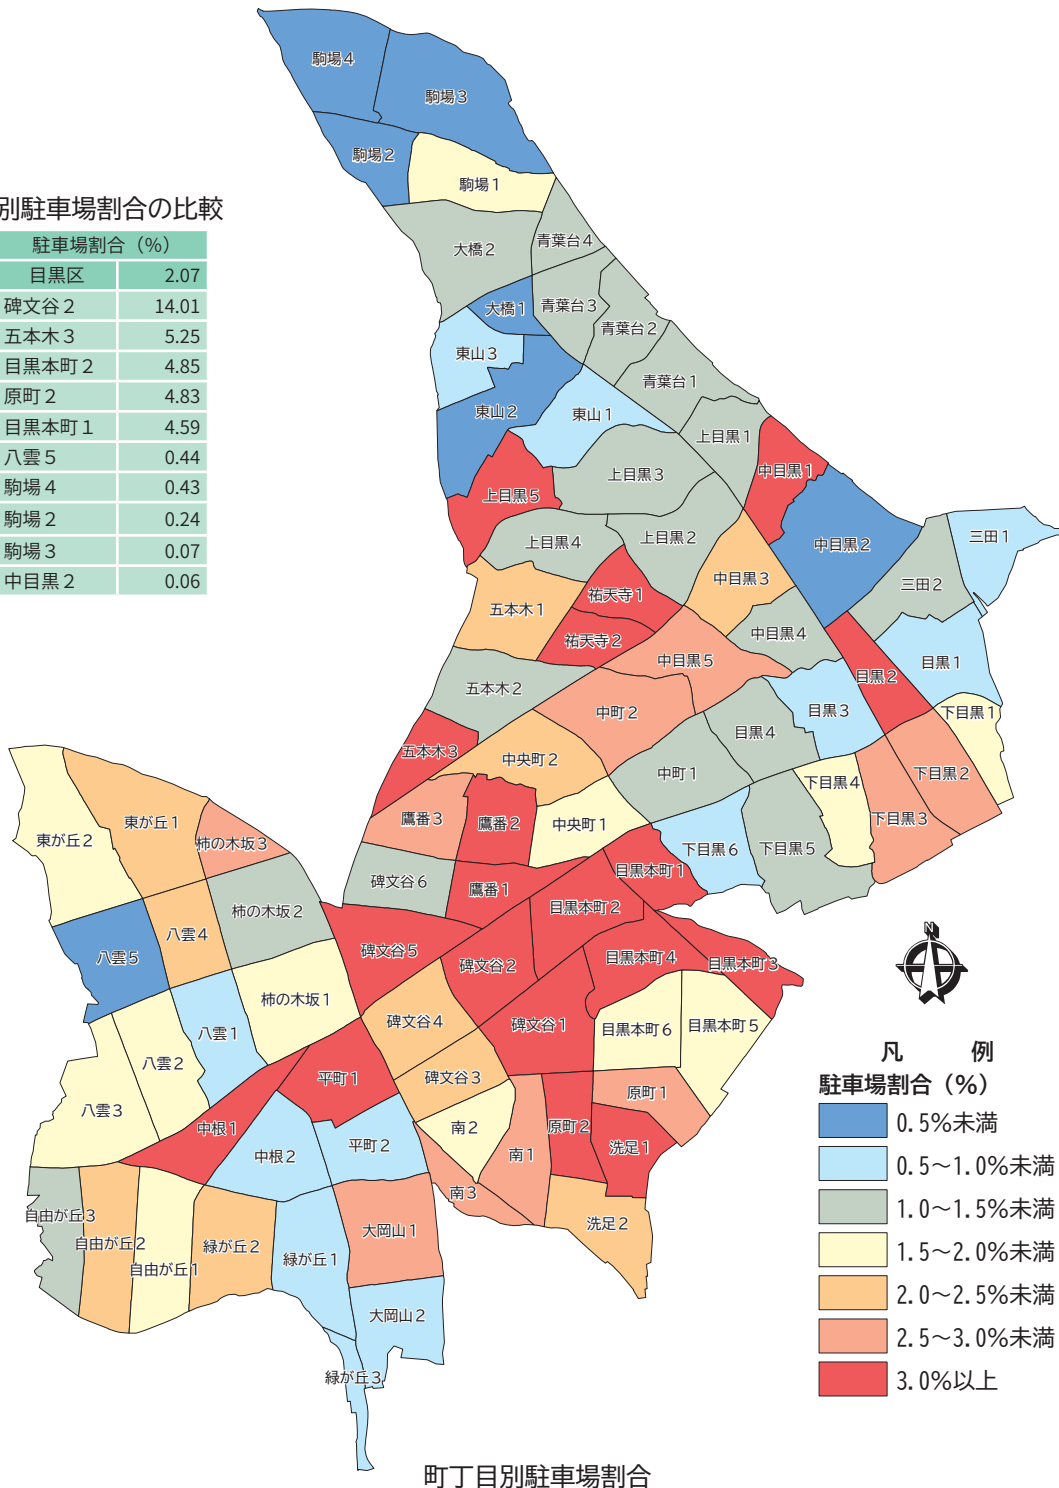 別駐車場割合の比較
駐車場割合（%）
目黒区 2.07
碑文谷２ 14.01
五本木３ 5.25
目黒本町２ 4.85
原町２ 4.83
目黒本町１ 4.59
八雲５ 0.44
駒場４ 0.43
駒場２ 0.24
駒場３ 0.07
中目黒２ 0.06
駒場４
駒場３
駒場２
駒場１
大橋２
青葉台４
大橋１
青葉台３
青葉台２
東山３
青葉台１
東山２
東山１
上目黒１
上目黒３
中目黒１
上目黒５
上目黒４
上目黒２
中目黒２
三田１
中目黒３
三田２
祐天寺１
五本木１
祐天寺２
中目黒４
中目黒５
目黒１
目黒２
五本木２
中町２
目黒３
下目黒１
目黒４
五本木３
中央町２
中町１
下目黒４
下目黒２
鷹番３
鷹番２
中央町１
下目黒３
東が丘２
東が丘１
柿の木坂３
下目黒６
下目黒５
碑文谷６
鷹番１
目黒本町１
目黒本町２
柿の木坂２
八雲４
八雲５
碑文谷５
碑文谷２
目黒本町４
目黒本町３
柿の木坂１
碑文谷４
碑文谷１
目黒本町６
目黒本町５
八雲１
八雲２
平町１
碑文谷３
原町１
八雲３
中根１
南２
原町２
中根２
平町２
南１
洗足１
南３
自由が丘３
自由が丘２
自由が丘１
緑が丘２
緑が丘１
大岡山１
洗足２
大岡山２
緑が丘３
N
凡　例
駐車場割合（%）
0.5%未満
0.5～1.0%未満
1.0～1.5%未満
1.5～2.0%未満
2.0～2.5%未満
2.5～3.0%未満
3.0%以上
町丁目別駐車場割合